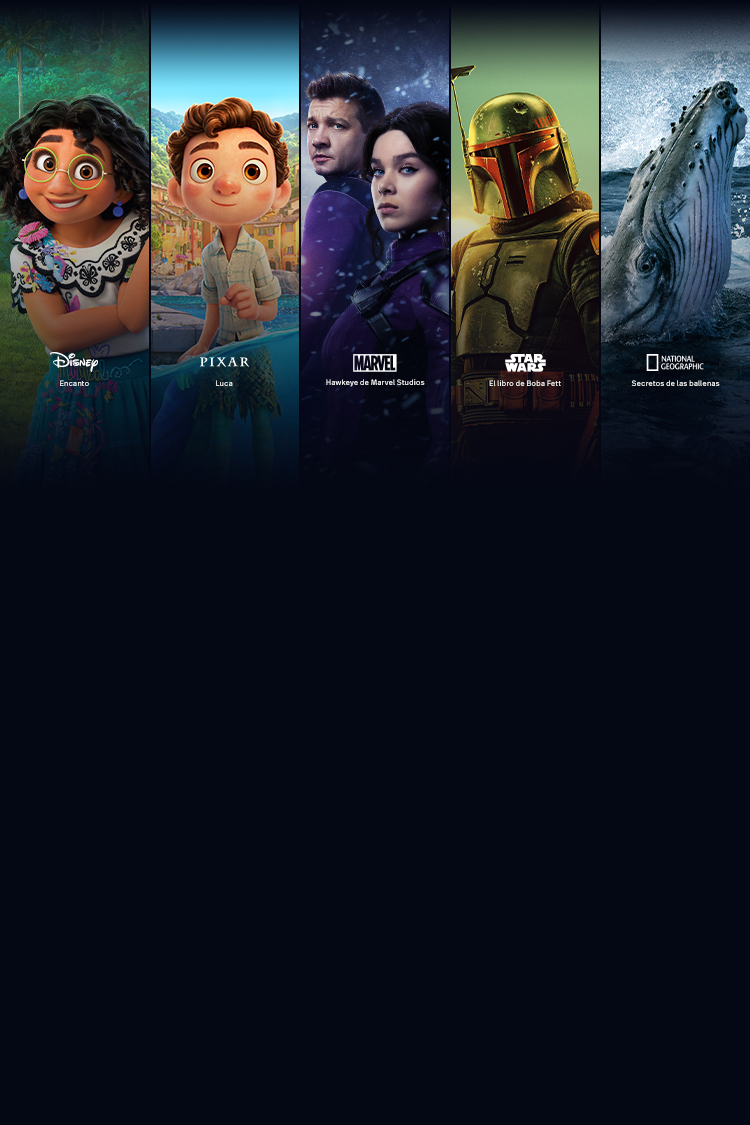 Disney
Encanto
PIXAR
Luca
MARVEL
Hawkeye de Marvel Studios
STAR
WARS
El libro de Boba Fett
NATIONAL
GEOGRAPHIC
Secretos de las ballenas